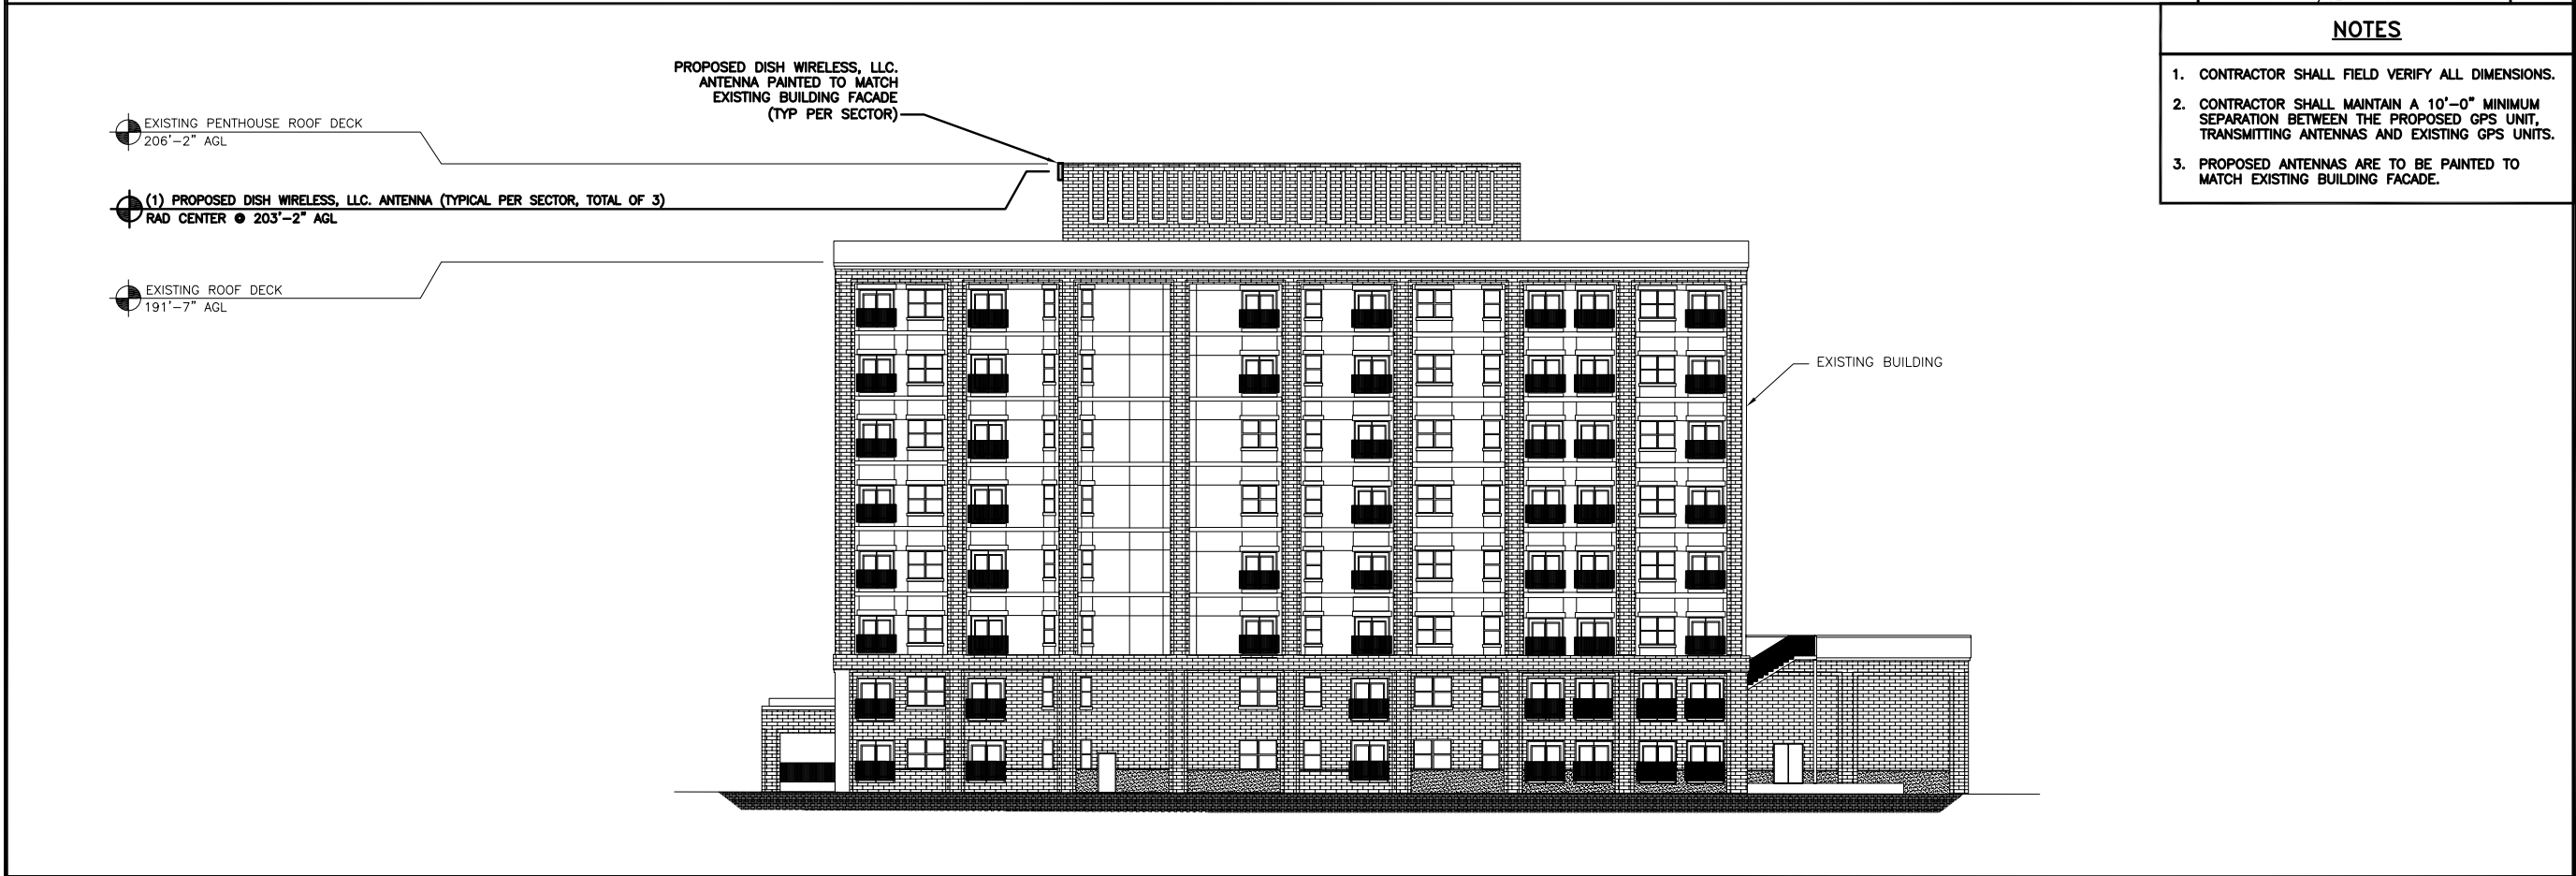 NOTES
1. CONTRACTOR SHALL FIELD VERIFY ALL DIMENSIONS.
2. CONTRACTOR SHALL MAINTAIN A 10'-0" MINIMUM
SEPARATION BETWEEN THE PROPOSED GPS UNIT,
TRANSMITTING ANTENNAS AND EXISTING GPS UNITS.
3. PROPOSED ANTENNAS ARE TO BE PAINTED TO
MATCH EXISTING BUILDING FACADE.
PROPOSED DISH WIRELESS, LLC.
ANTENNA PAINTED TO MATCH
EXISTING BUILDING FACADE
(TYP PER SECTOR)
EXISTING PENTHOUSE ROOF DECK
206'-2" AGL
(1) PROPOSED DISH WIRELESS, LLC. ANTENNA (TYPICAL PER SECTOR, TOTAL OF 3)
RAD CENTER @ 203'-2" AGL
EXISTING ROOF DECK
191'-7" AGL
EXISTING BUILDING